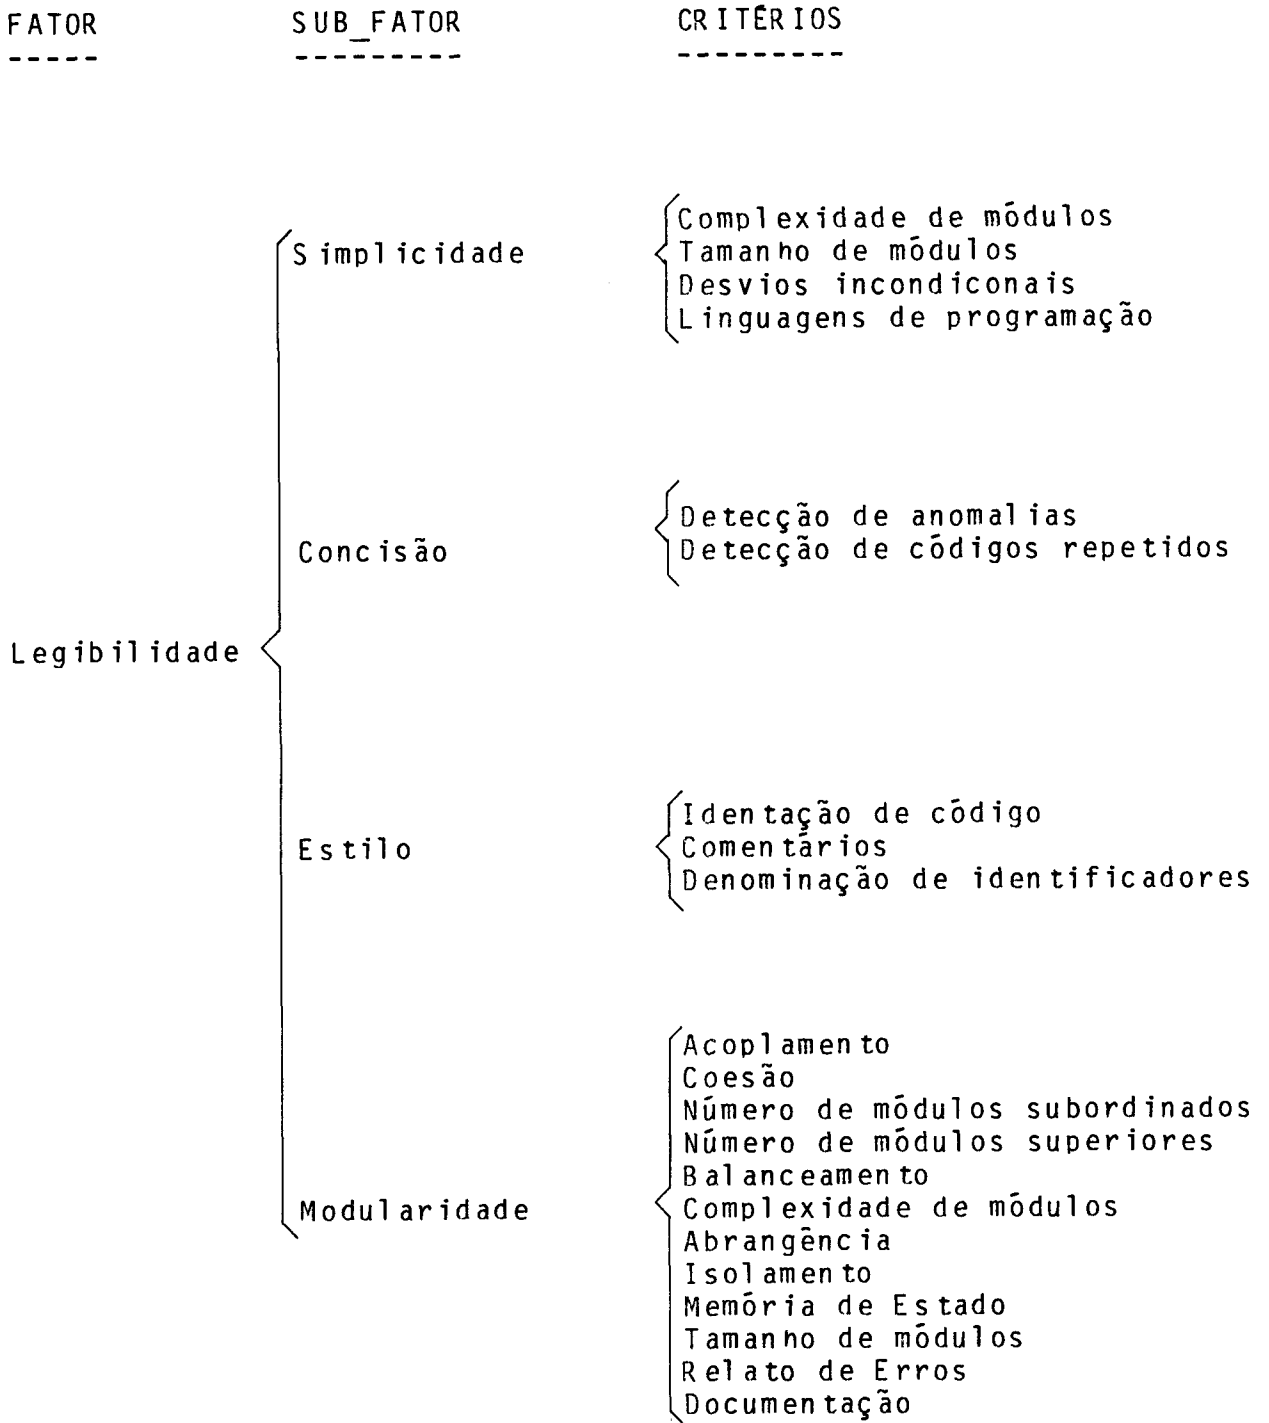 FATOR SUB_FATOR CRITÉRIOS
Complexidade de módulos
Simplicidade Tamanho de módulos
Desvios incondiconais
Linguagens de programação
Detecção de anomalias
Concisão Detecção de códigos repetidos
Legibilidade
Identação de código
Estilo Comentários
Denominação de identificadores
Acoplamento
Coesão
Número de módulos subordinados
Número de módulos superiores
Balanceamento
Modularidade Complexidade de módulos
Abrangência
Isolamento
Memória de Estado
Tamanho de módulos
Relato de Erros
Documentação